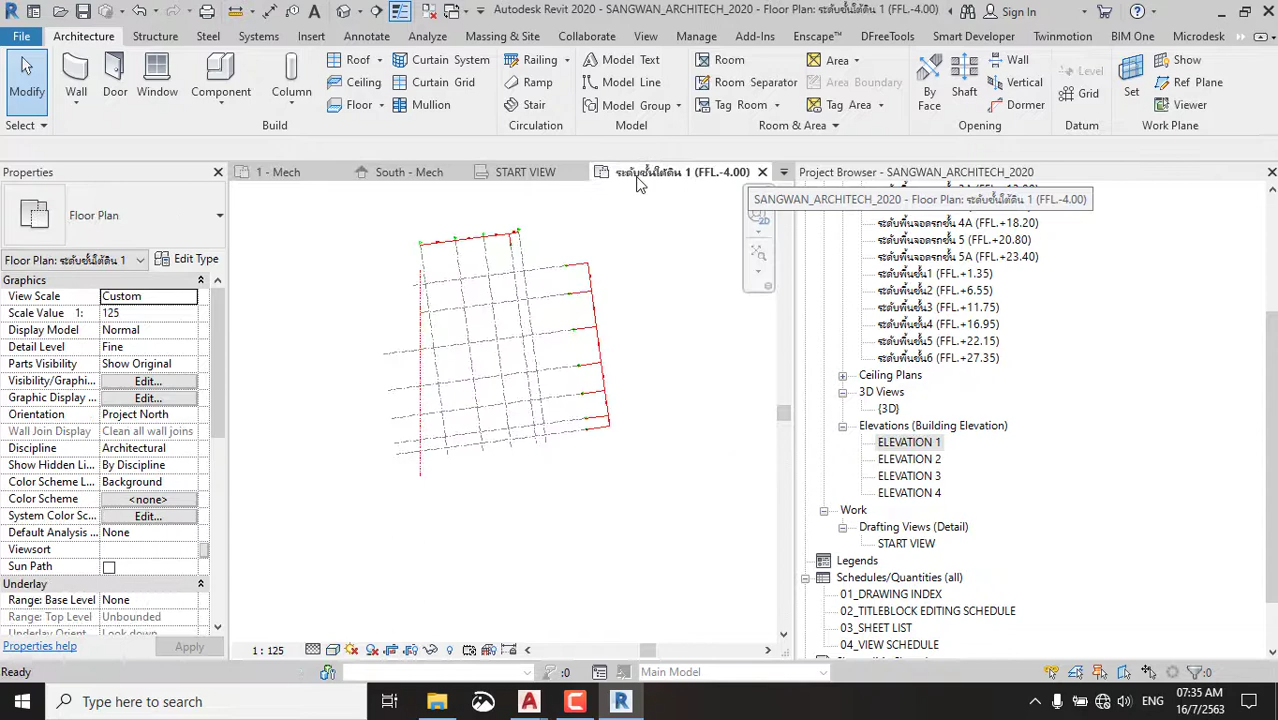 Autodesk Revit 2020 - SANGWAN_ARCHITECH_2020 - Floor Plan: ระดับชั้นใต้ดิน 1 (FFL-4.00)
Sign In
File Architecture Structure Steel Systems Insert Annotate Analyze Massing & Site Collaborate View Manage Add-Ins Enscape™ DFreeTools Smart Developer Twinmotion BIM One Microdesk
Modify
Wall
Door
Window
Component
Column
Roof
Ceiling
Floor
Curtain System
Curtain Grid
Mullion
Railing
Ramp
Stair
Model Text
Model Line
Model Group
Room
Room Separator
Tag Room
Area
Area Boundary
Tag Area
By Face
Shaft
Wall
Vertical
Dormer
Level
Grid
Set
Show
Ref Plane
Viewer
Select
Build
Circulation
Model
Room & Area
Opening
Datum
Work Plane
Properties
1 - Mech
South - Mech
START VIEW
ระดับชั้นใต้ดิน 1 (FFL-4.00)
Project Browser - SANGWAN_ARCHITECH_2020
SANGWAN_ARCHITECH_2020 - Floor Plan: ระดับชั้นใต้ดิน 1 (FFL-4.00)
2D
Floor Plan
Floor Plan: ระดับชั้นใต้ดิน 1
Edit Type
Graphics
View Scale Custom
Scale Value 1: 125
Display Model Normal
Detail Level Fine
Parts Visibility Show Original
Visibility/Graphi... Edit...
Graphic Display ... Edit...
Orientation Project North
Wall Join Display Clean all wall joins
Discipline Architectural
Show Hidden Li... By Discipline
Color Scheme L... Background
Color Scheme <none>
System Color Sc... Edit...
Default Analysis ... None
Viewsort
Sun Path
Underlay
Range: Base Level None
Range: Top Level Unbounded
Underlay Orient... Look down
Properties help
Apply
ระดับพื้นจอดรถชั้น 4A (FFL.+18.20)
ระดับพื้นจอดรถชั้น 5 (FFL.+20.80)
ระดับพื้นจอดรถชั้น 5A (FFL.+23.40)
ระดับพื้นชั้น1 (FFL.+1.35)
ระดับพื้นชั้น2 (FFL.+6.55)
ระดับพื้นชั้น3 (FFL.+11.75)
ระดับพื้นชั้น4 (FFL.+16.95)
ระดับพื้นชั้น5 (FFL.+22.15)
ระดับพื้นชั้น6 (FFL.+27.35)
Ceiling Plans
3D Views
{3D}
Elevations (Building Elevation)
ELEVATION 1
ELEVATION 2
ELEVATION 3
ELEVATION 4
Work
Drafting Views (Detail)
START VIEW
Legends
Schedules/Quantities (all)
01_DRAWING INDEX
02_TITLEBLOCK EDITING SCHEDULE
03_SHEET LIST
04_VIEW SCHEDULE
1 : 125
Ready
:0
Main Model
:0
Type here to search
ENG
07:35 AM
16/7/2563